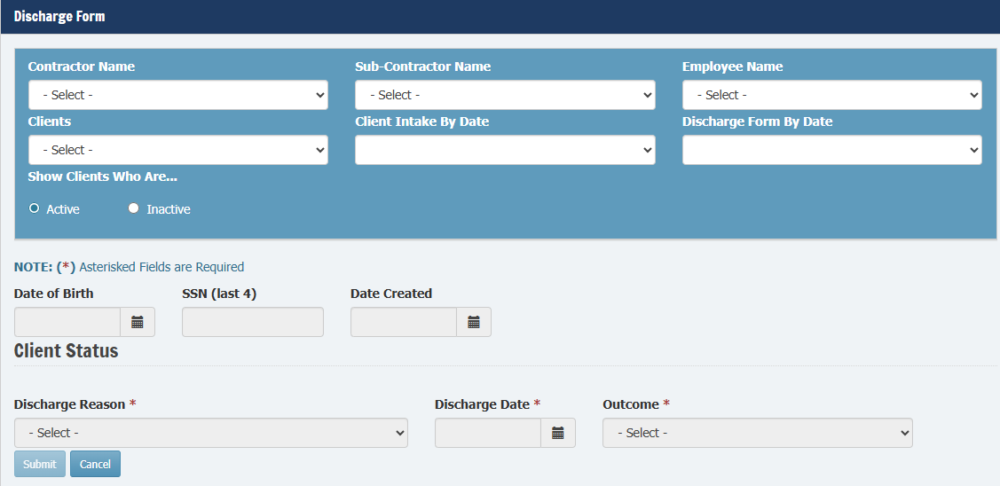 Discharge Form
Contractor Name Sub-Contractor Name Employee Name
- Select - - Select - - Select -
Clients Client Intake By Date Discharge Form By Date
- Select -
Show Clients Who Are...
Active Inactive
NOTE: (*) Asterisked Fields are Required
Date of Birth SSN (last 4) Date Created
Client Status
Discharge Reason * Discharge Date * Outcome *
- Select - - Select -
Submit Cancel